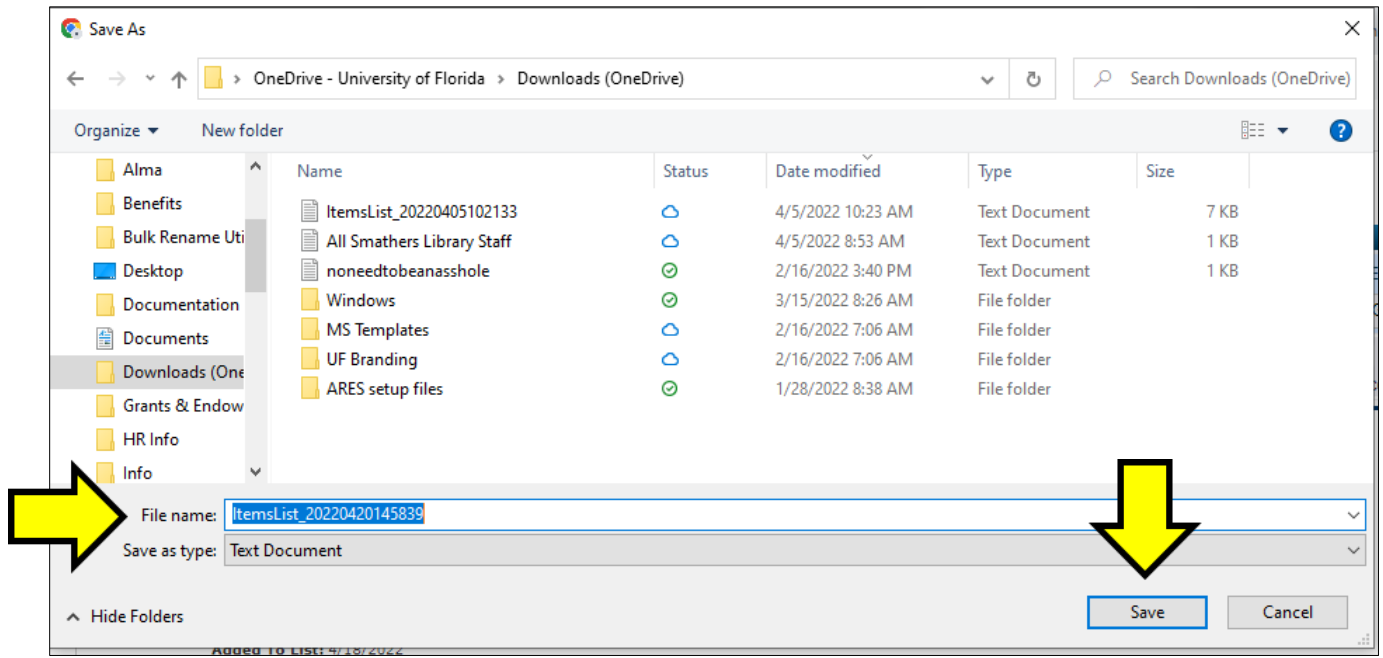 Save As
OneDrive - University of Florida > Downloads (OneDrive)
Search Downloads (OneDrive)
Organize
New folder
?
Name Status Date modified Type Size
Alma
Benefits
Bulk Rename Uti
Desktop
Documentation
Documents
Downloads (One
Grants & Endow
HR Info
Info
ItemsList_20220405102133 4/5/2022 10:23 AM Text Document 7 KB
All Smathers Library Staff 4/5/2022 8:53 AM Text Document 1 KB
noneedtobeanasshole 2/16/2022 3:40 PM Text Document 1 KB
Windows 3/15/2022 8:26 AM File folder
MS Templates 2/16/2022 7:06 AM File folder
UF Branding 2/16/2022 7:06 AM File folder
ARES setup files 1/28/2022 8:38 AM File folder
File name: ItemsList_20220420145839
Save as type: Text Document
Hide Folders
Save
Cancel
Added To List: 4/18/2022